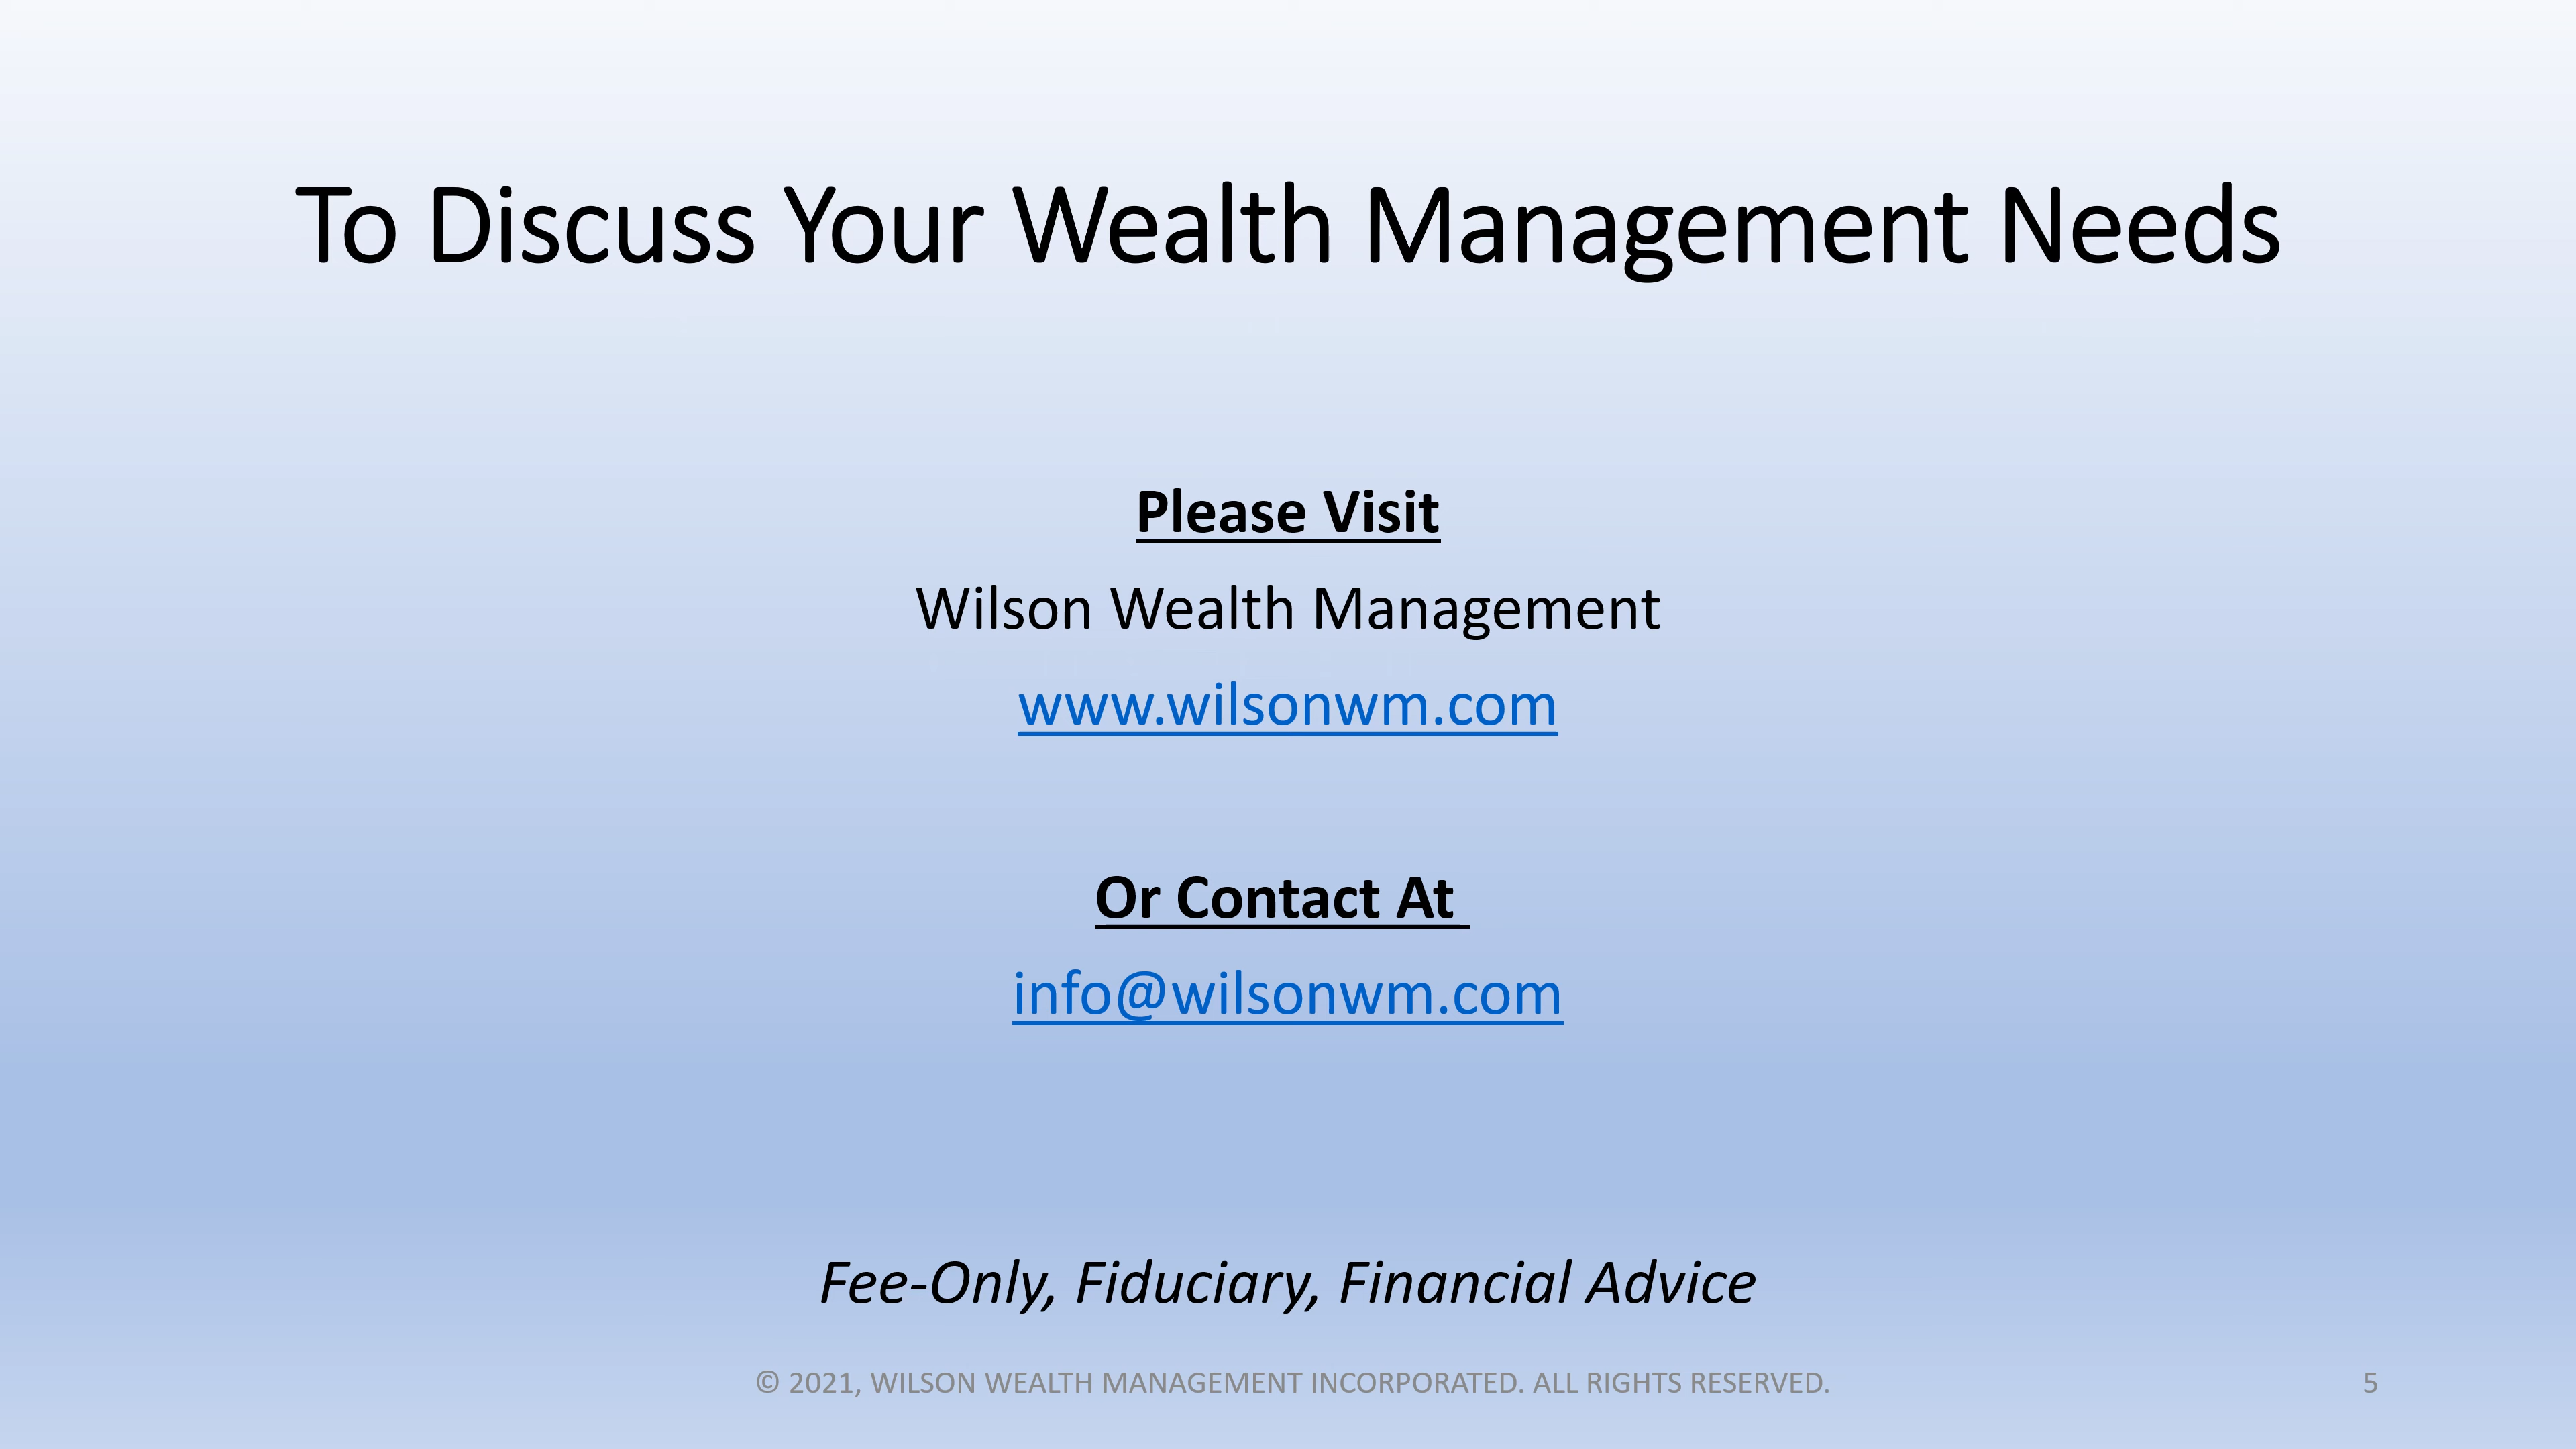 To Discuss Your Wealth Management Needs
Please Visit
Wilson Wealth Management
www.wilsonwm.com
Or Contact At
info@wilsonwm.com
Fee-Only, Fiduciary, Financial Advice
© 2021, WILSON WEALTH MANAGEMENT INCORPORATED. ALL RIGHTS RESERVED.
5